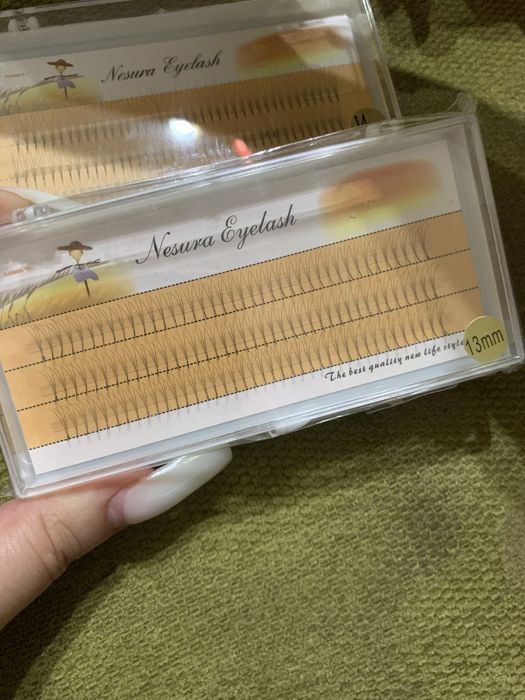 Nesura Eyelash
14
Nesura Eyelash
The best quality new life style
13mm